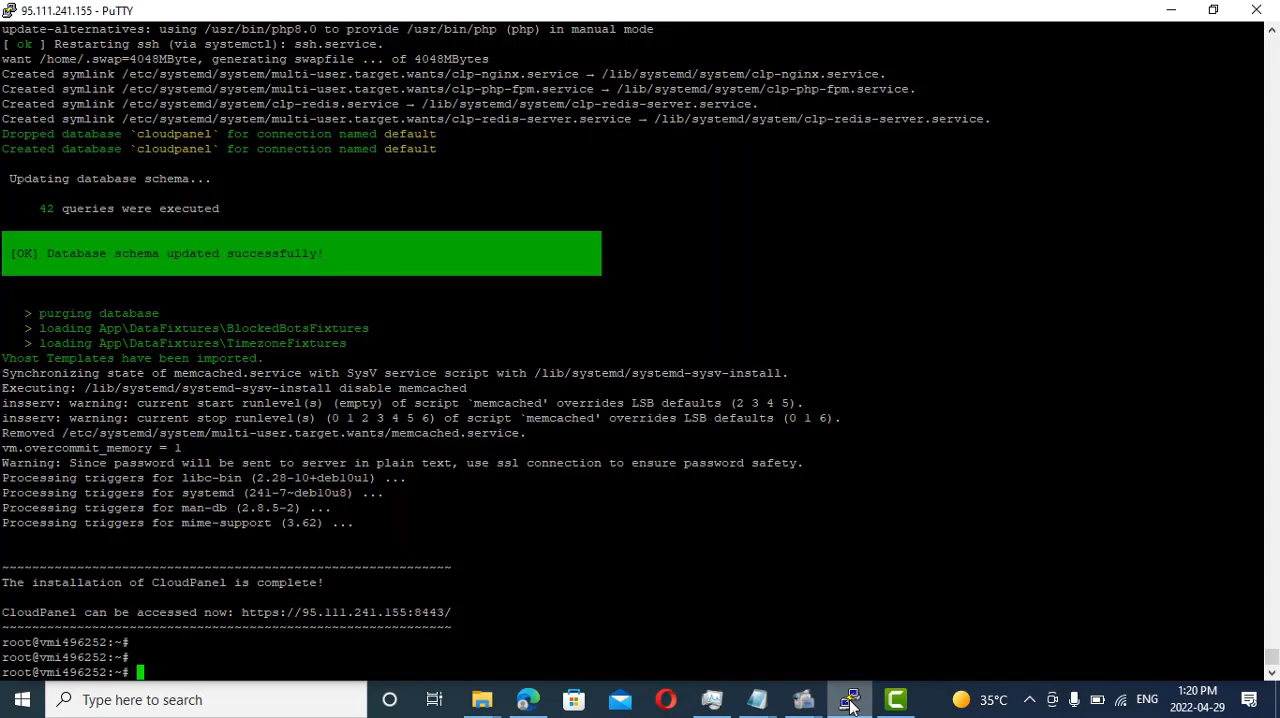 95.111.241.155 - PuTTY
update-alternatives: using /usr/bin/php8.0 to provide /usr/bin/php (php) in manual mode
[ ok ] Restarting ssh (via systemctl): ssh.service.
want /home/.swap=4048MByte, generating swapfile ... of 4048MBytes
Created symlink /etc/systemd/system/multi-user.target.wants/clp-nginx.service → /lib/systemd/system/clp-nginx.service.
Created symlink /etc/systemd/system/multi-user.target.wants/clp-php-fpm.service → /lib/systemd/system/clp-php-fpm.service.
Created symlink /etc/systemd/system/clp-redis.service → /lib/systemd/system/clp-redis-server.service.
Created symlink /etc/systemd/system/multi-user.target.wants/clp-redis-server.service → /lib/systemd/system/clp-redis-server.service.
Dropped database `cloudpanel` for connection named default
Created database `cloudpanel` for connection named default
Updating database schema...
42 queries were executed
[OK] Database schema updated successfully!
> purging database
> loading App\DataFixtures\BlockedBotsFixtures
> loading App\DataFixtures\TimezoneFixtures
Vhost Templates have been imported.
Synchronizing state of memcached.service with SysV service script with /lib/systemd/systemd-sysv-install.
Executing: /lib/systemd/systemd-sysv-install disable memcached
insserv: warning: current start runlevel(s) (empty) of script `memcached' overrides LSB defaults (2 3 4 5).
insserv: warning: current stop runlevel(s) (0 1 2 3 4 5 6) of script `memcached' overrides LSB defaults (0 1 6).
Removed /etc/systemd/system/multi-user.target.wants/memcached.service.
vm.overcommit_memory = 1
Warning: Since password will be sent to server in plain text, use ssl connection to ensure password safety.
Processing triggers for libc-bin (2.28-10+deb10u1) ...
Processing triggers for systemd (241-7~deb10u8) ...
Processing triggers for man-db (2.8.5-2) ...
Processing triggers for mime-support (3.62) ...
~~~~~~~~~~~~~~~~~~~~~~~~~~~~~~~~~~~~~~~~~~~~~~~~~~~~~~~~~~~~
The installation of CloudPanel is complete!
CloudPanel can be accessed now: https://95.111.241.155:8443/
~~~~~~~~~~~~~~~~~~~~~~~~~~~~~~~~~~~~~~~~~~~~~~~~~~~~~~~~~~~~
root@vmi496252:~#
root@vmi496252:~#
root@vmi496252:~#
Type here to search
35°C
ENG
1:20 PM
2022-04-29